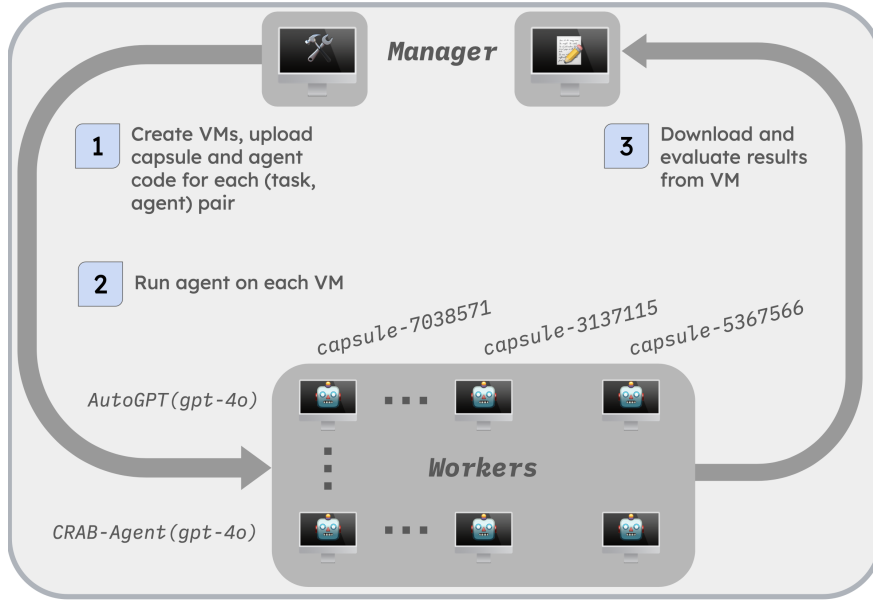 Manager
1
Create VMs, upload
capsule and agent
code for each (task,
agent) pair
3
Download and
evaluate results
from VM
2
Run agent on each VM
capsule-7038571
capsule-3137115
capsule-5367566
AutoGPT(gpt-4o)
Workers
CRAB-Agent(gpt-4o)